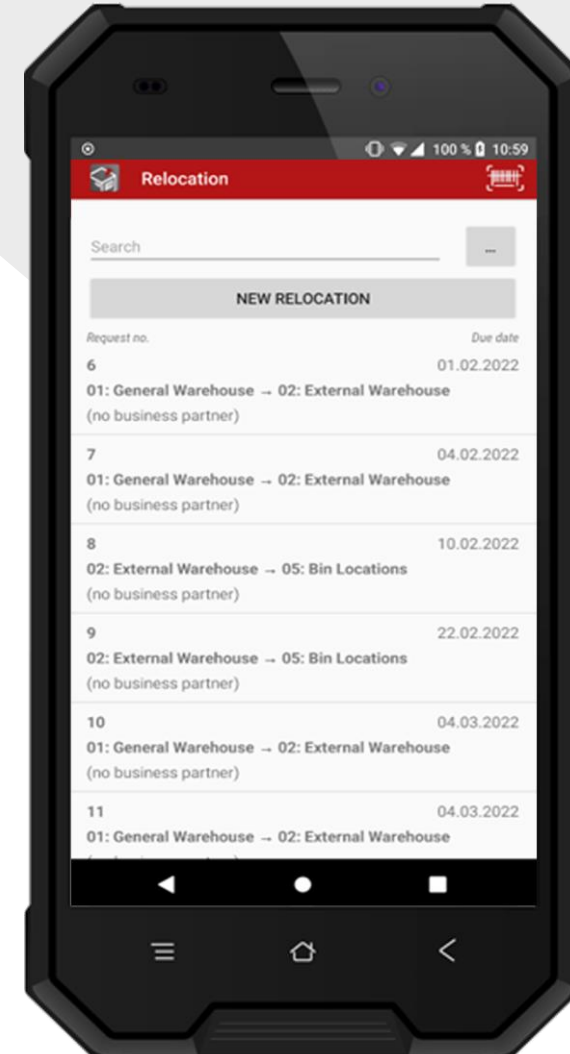 100 % 10:59
Relocation
Search
...
NEW RELOCATION
Request no. Due date
6 01.02.2022
01: General Warehouse → 02: External Warehouse
(no business partner)
7 04.02.2022
01: General Warehouse → 02: External Warehouse
(no business partner)
8 10.02.2022
02: External Warehouse → 05: Bin Locations
(no business partner)
9 22.02.2022
02: External Warehouse → 05: Bin Locations
(no business partner)
10 04.03.2022
01: General Warehouse → 02: External Warehouse
(no business partner)
11 04.03.2022
01: General Warehouse → 02: External Warehouse